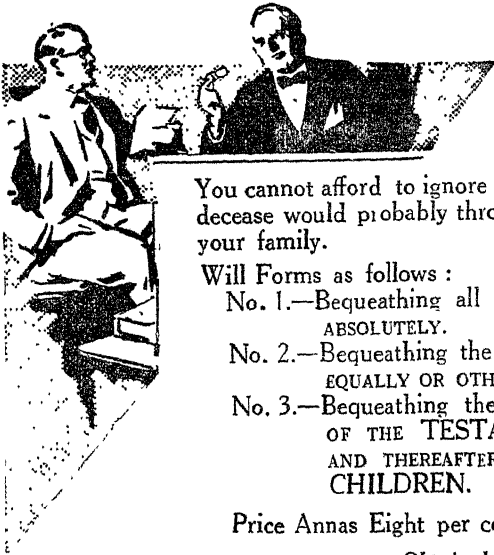 You cannot afford to ignore
decease would probably thro
your family.
Will Forms as follows :
No. 1.—Bequeathing all
ABSOLUTELY.
No. 2.—Bequeathing the
EQUALLY OR OTH
No. 3.—Bequeathing the
OF THE TESTA
AND THEREAFTER
CHILDREN.
Price Annas Eight per co